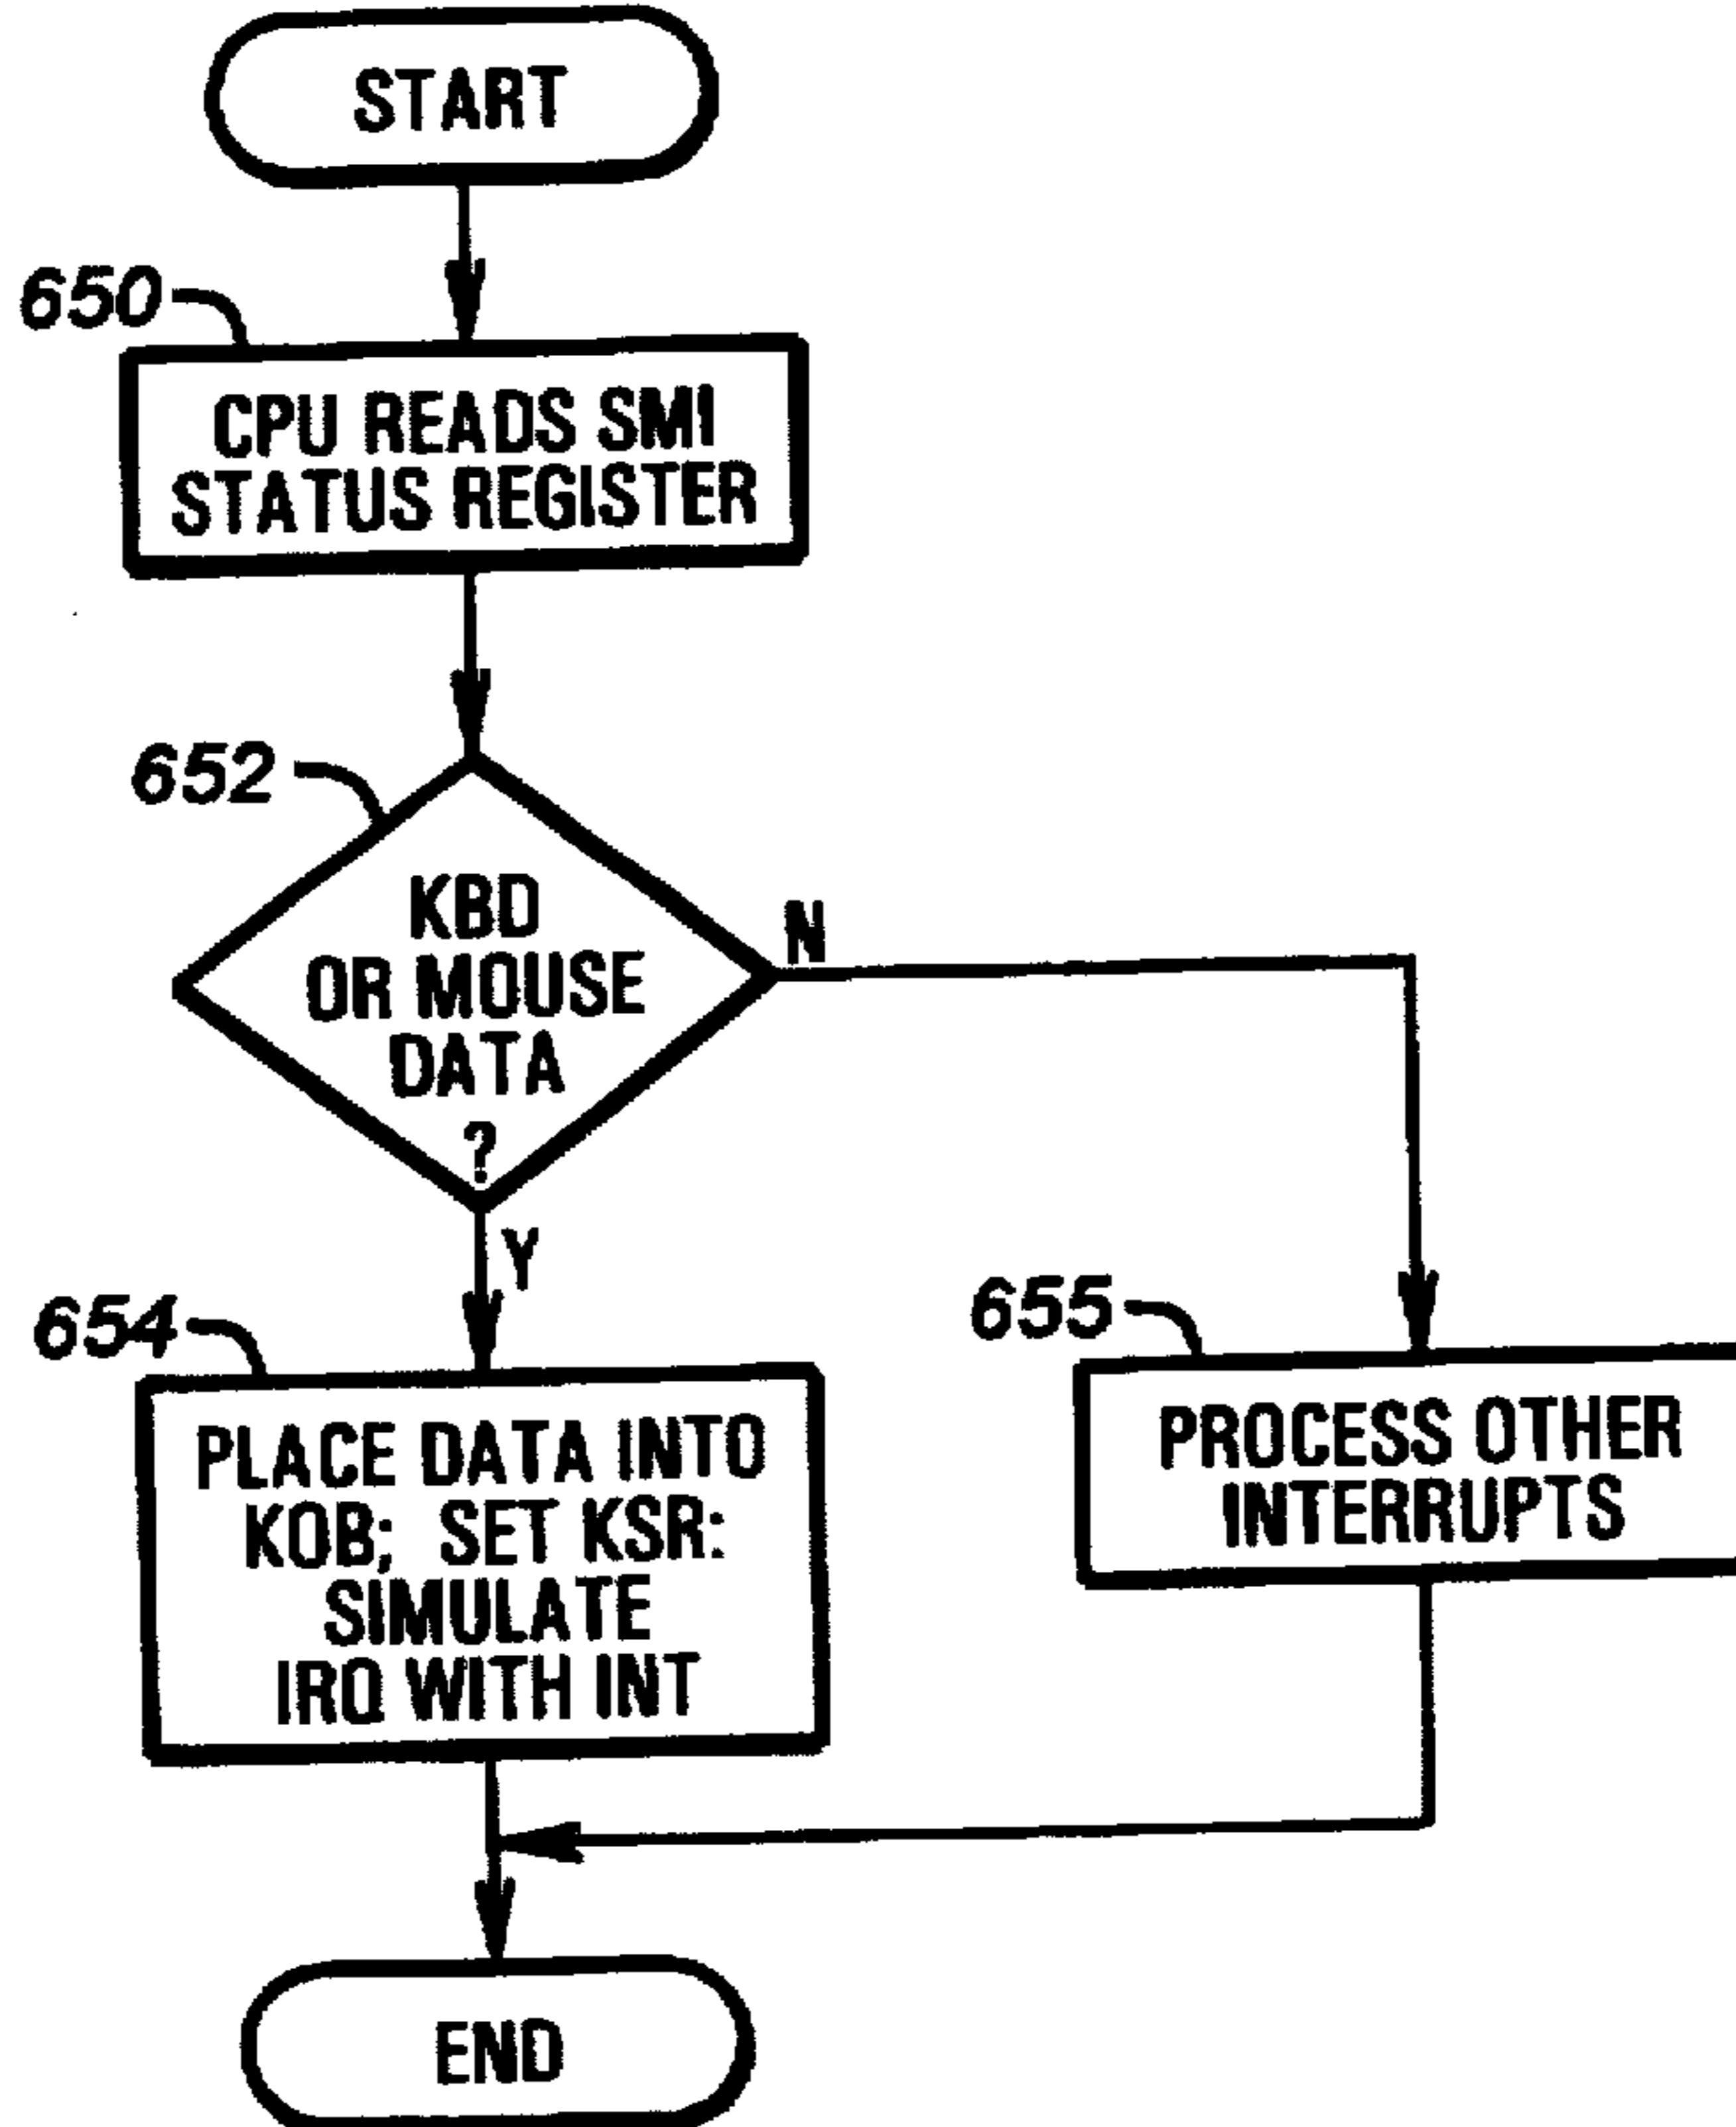 START
650
CPU READS SMI
STATUS REGISTER
652
KBD
OR MOUSE
DATA
?
N
Y
654
PLACE DATA INTO
KOB; SET KSR:
SIMULATE
IRQ WITH INT
655
PROCESS OTHER
INTERRUPTS
END